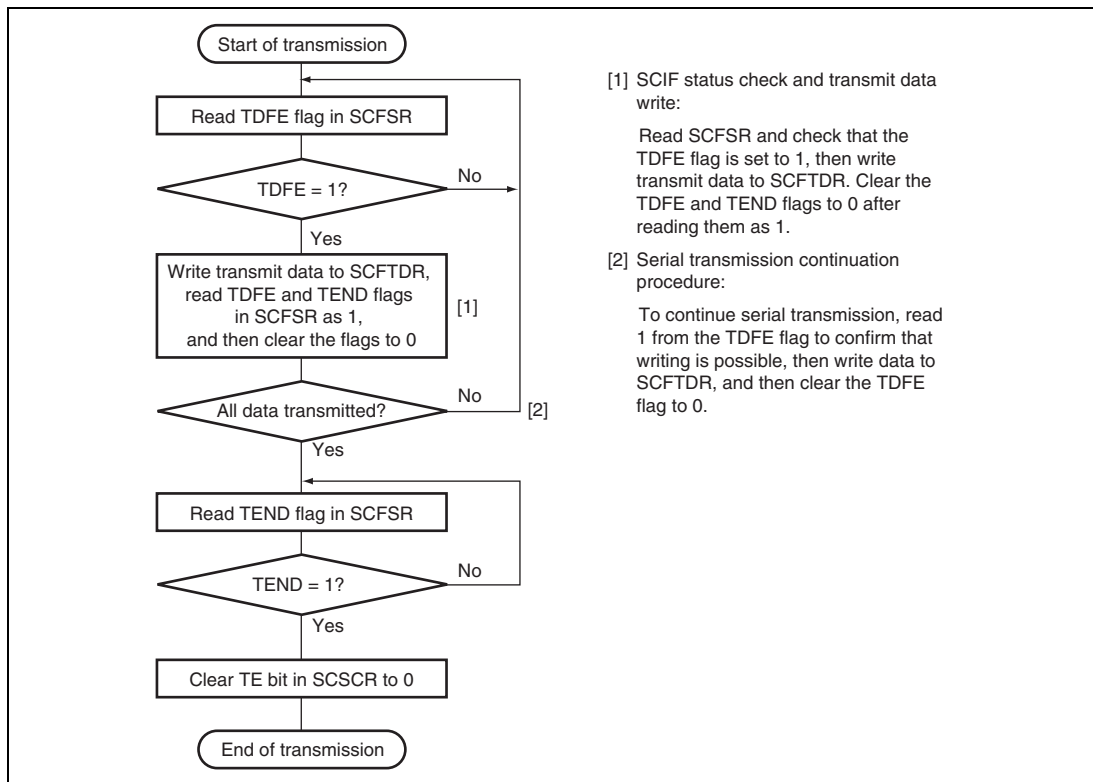 Start of transmission
Read TDFE flag in SCFSR
TDFE = 1?
No
Yes
Write transmit data to SCFTDR,
read TDFE and TEND flags
in SCFSR as 1,
and then clear the flags to 0
[1]
All data transmitted?
No
[2]
Yes
Read TEND flag in SCFSR
TEND = 1?
No
Yes
Clear TE bit in SCSCR to 0
End of transmission
[1] SCIF status check and transmit data
write:
Read SCFSR and check that the
TDFE flag is set to 1, then write
transmit data to SCFTDR. Clear the
TDFE and TEND flags to 0 after
reading them as 1.
[2] Serial transmission continuation
procedure:
To continue serial transmission, read
1 from the TDFE flag to confirm that
writing is possible, then write data to
SCFTDR, and then clear the TDFE
flag to 0.